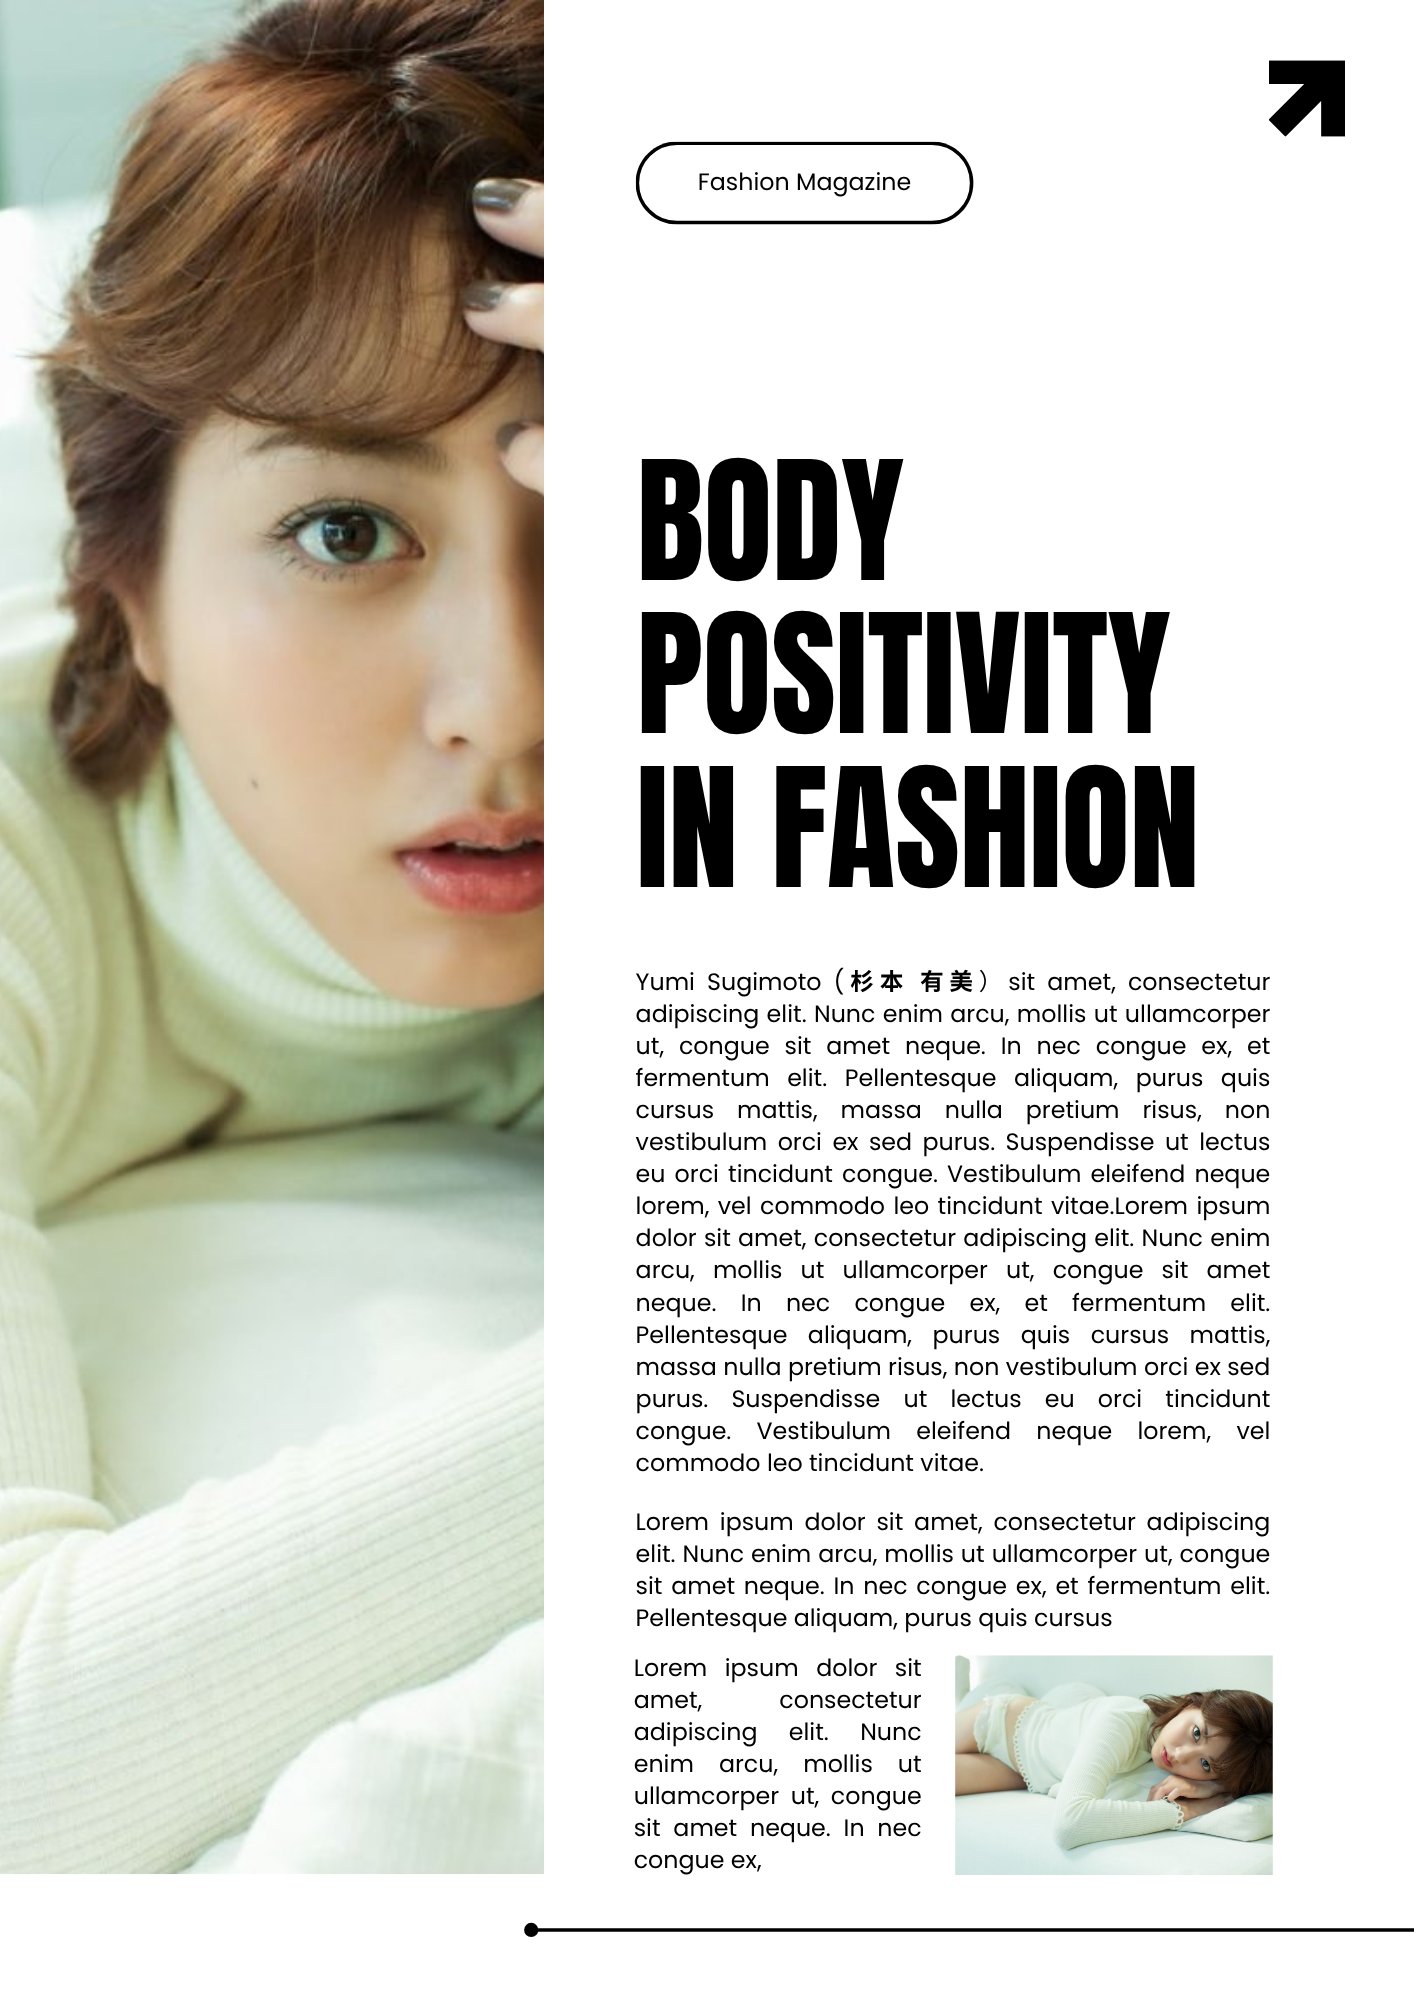 Fashion Magazine
BODY
POSITIVITY
IN FASHION
Yumi Sugimoto (杉本 有美) sit amet, consectetur
adipiscing elit. Nunc enim arcu, mollis ut ullamcorper
ut, congue sit amet neque. In nec congue ex, et
fermentum elit. Pellentesque aliquam, purus quis
cursus mattis, massa nulla pretium risus, non
vestibulum orci ex sed purus. Suspendisse ut lectus
eu orci tincidunt congue. Vestibulum eleifend neque
lorem, vel commodo leo tincidunt vitae.Lorem ipsum
dolor sit amet, consectetur adipiscing elit. Nunc enim
arcu, mollis ut ullamcorper ut, congue sit amet
neque. In nec congue ex, et fermentum elit.
Pellentesque aliquam, purus quis cursus mattis,
massa nulla pretium risus, non vestibulum orci ex sed
purus. Suspendisse ut lectus eu orci tincidunt
congue. Vestibulum eleifend neque lorem, vel
commodo leo tincidunt vitae.
Lorem ipsum dolor sit amet, consectetur adipiscing
elit. Nunc enim arcu, mollis ut ullamcorper ut, congue
sit amet neque. In nec congue ex, et fermentum elit.
Pellentesque aliquam, purus quis cursus
Lorem ipsum dolor sit
amet, consectetur
adipiscing elit. Nunc
enim arcu, mollis ut
ullamcorper ut, congue
sit amet neque. In nec
congue ex,